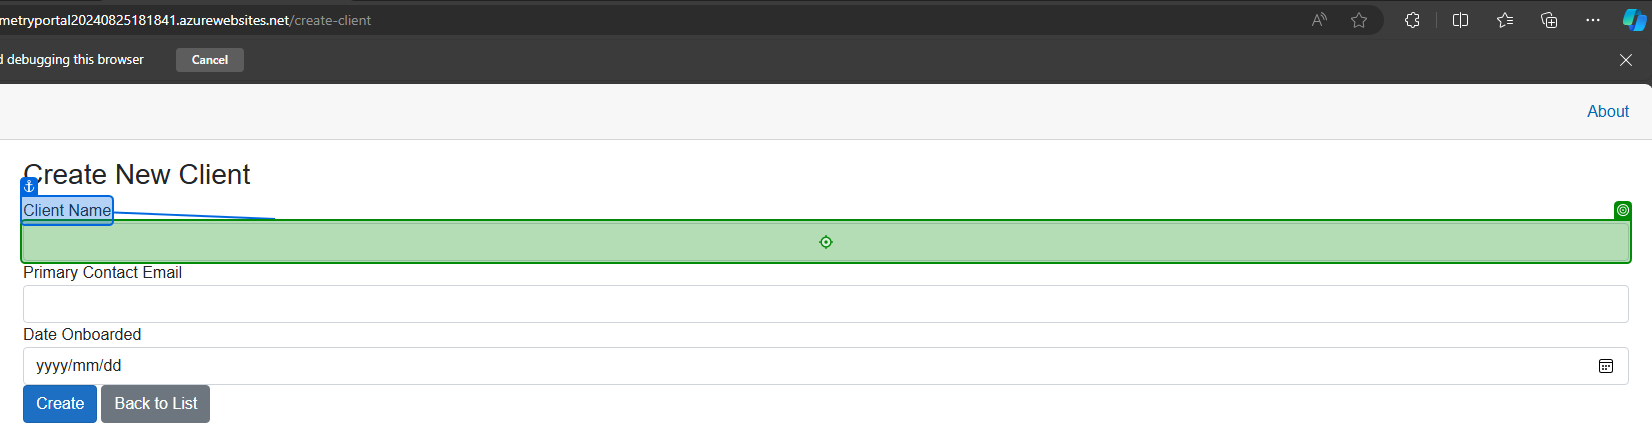 metryportal20240825181841.azurewebsites.net/create-client
debugging this browser Cancel
About
Create New Client
Client Name
Primary Contact Email
Date Onboarded
yyyy/mm/dd
Create Back to List